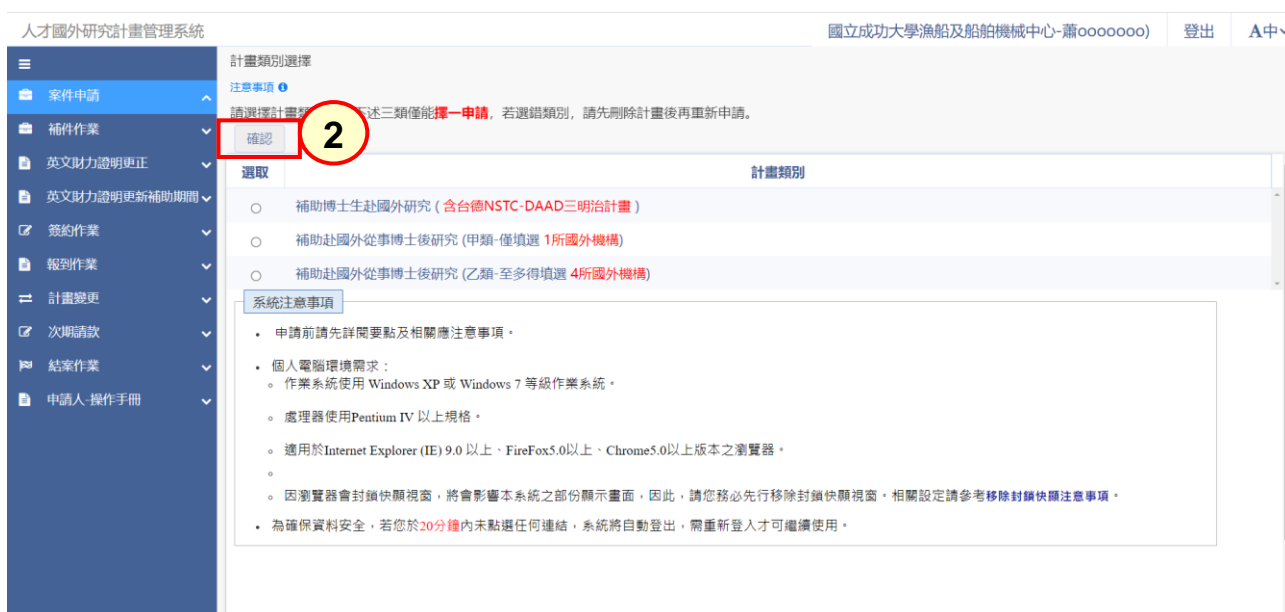 人才國外研究計畫管理系統
國立成功大學漁船及船舶機械中心-蕭ooooooo)
登出
A中
案件申請
補件作業
英文財力證明更正
英文財力證明更新補助期間
簽約作業
報到作業
計畫變更
次期請款
結案作業
申請人-操作手冊
計畫類別選擇
注意事項
請選擇計畫類 述三類僅能擇一申請，若選錯類別，請先刪除計畫後再重新申請。
確認
2
選取 計畫類別
補助博士生赴國外研究 ( 含台德NSTC-DAAD三明治計畫 )
補助赴國外從事博士後研究 (甲類-僅填選 1所國外機構)
補助赴國外從事博士後研究 (乙類-至多得填選 4所國外機構)
系統注意事項
• 申請前請先詳閱要點及相關應注意事項。
• 個人電腦環境需求：
◦ 作業系統使用 Windows XP 或 Windows 7 等級作業系統。
◦ 處理器使用Pentium IV 以上規格。
◦ 適用於Internet Explorer (IE) 9.0 以上、FireFox5.0以上、Chrome5.0以上版本之瀏覽器。
◦
◦ 因瀏覽器會封鎖快顯視窗，將會影響本系統之部份顯示畫面，因此，請您務必先行移除封鎖快顯視窗。相關設定請參考移除封鎖快顯注意事項。
• 為確保資料安全，若您於20分鐘內未點選任何連結，系統將自動登出，需重新登入才可繼續使用。